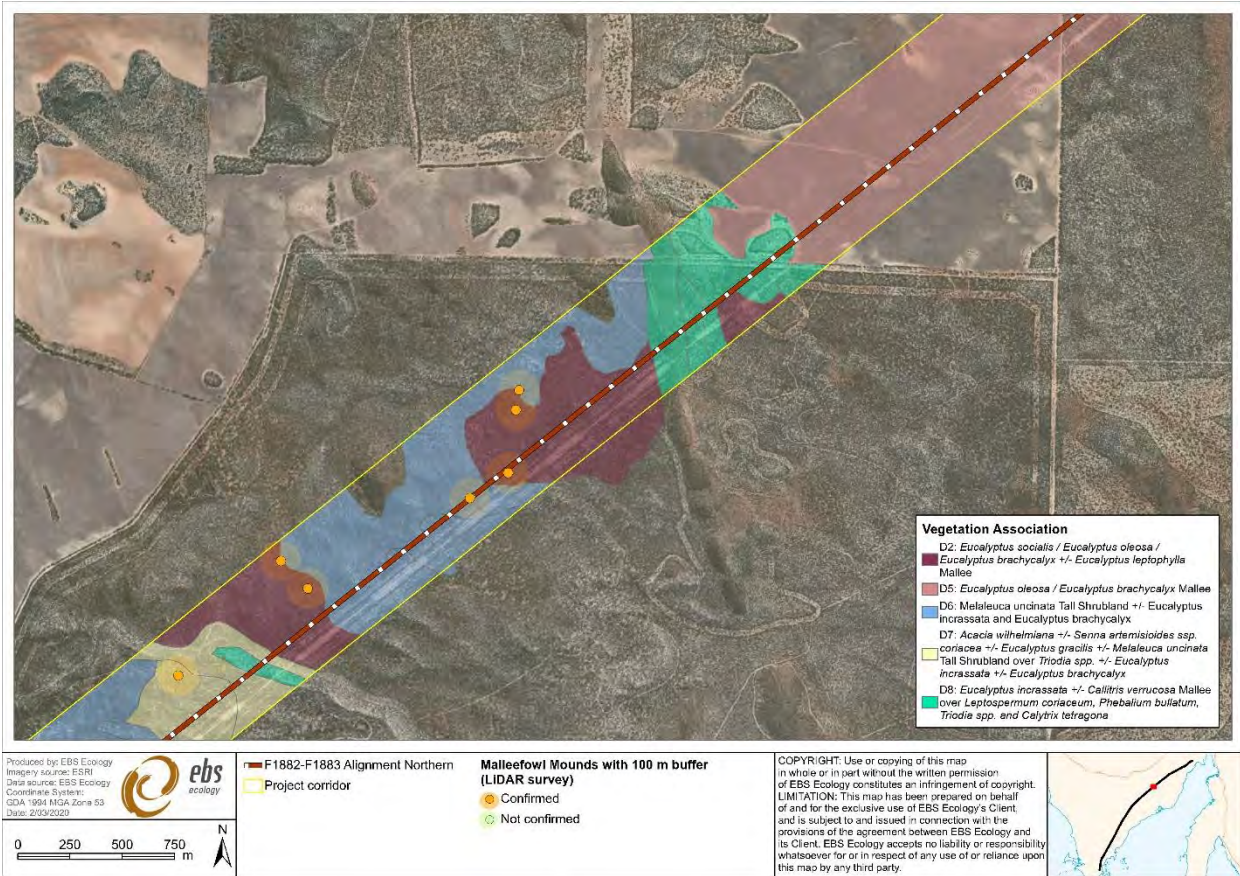 Vegetation Association
D2: Eucalyptus socialis / Eucalyptus oleosa /
Eucalyptus brachycalyx +/- Eucalyptus leptophylla
Mallee
D5: Eucalyptus oleosa / Eucalyptus brachycalyx Mallee
D6: Melaleuca uncinata Tall Shrubland +/- Eucalyptus
incrassata and Eucalyptus brachycalyx
D7: Acacia wilhelmiana +/- Senna artemisioides ssp.
coriacea +/- Eucalyptus gracilis +/- Melaleuca uncinata
Tall Shrubland over Triodia spp. +/- Eucalyptus
incrassata +/- Eucalyptus brachycalyx
D8: Eucalyptus incrassata +/- Callitris verrucosa Mallee
over Leptospermum coriaceum, Phebalium bullatum,
Triodia spp. and Calytrix tetragona
Produced by: EBS Ecology
Imagery source: ESRI
Data source: EBS Ecology
Coordinate System:
GDA 1994 MGA Zone 53
Date: 2/03/2020
ebs
ecology
0 250 500 750
m
N
F1882-F1883 Alignment Northern
Project corridor
Malleefowl Mounds with 100 m buffer
(LiDAR survey)
Confirmed
Not confirmed
COPYRIGHT: Use or copying of this map
in whole or in part without the written permission
of EBS Ecology constitutes an infringement of copyright.
LIMITATION: This map has been prepared on behalf
of and for the exclusive use of EBS Ecology's Client,
and is subject to and issued in connection with the
provisions of the agreement between EBS Ecology and
its Client. EBS Ecology accepts no liability or responsibility
whatsoever for or in respect of any use of or reliance upon
this map by any third party.